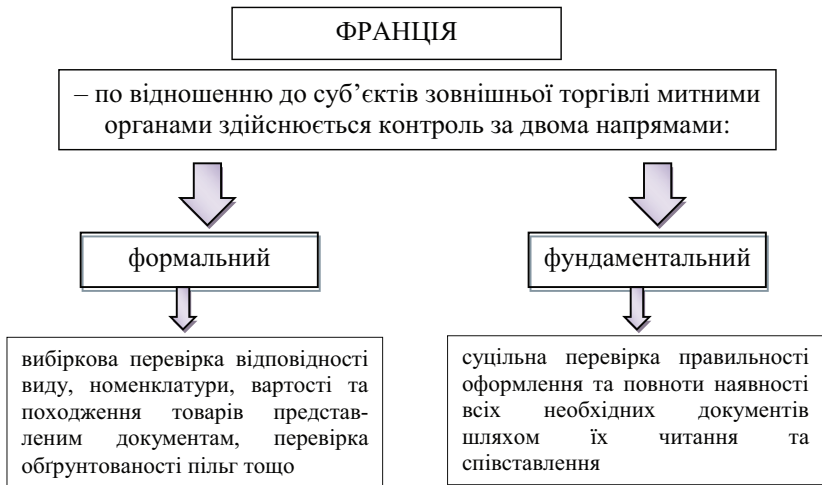 ФРАНЦІЯ
– по відношенню до суб’єктів зовнішньої торгівлі митними
органами здійснюється контроль за двома напрямами:
формальний
фундаментальний
вибіркова перевірка відповідності
виду, номенклатури, вартості та
походження товарів представ-
леним документам, перевірка
обґрунтованості пільг тощо
суцільна перевірка правильності
оформлення та повноти наявності
всіх необхідних документів
шляхом їх читання та
співставлення